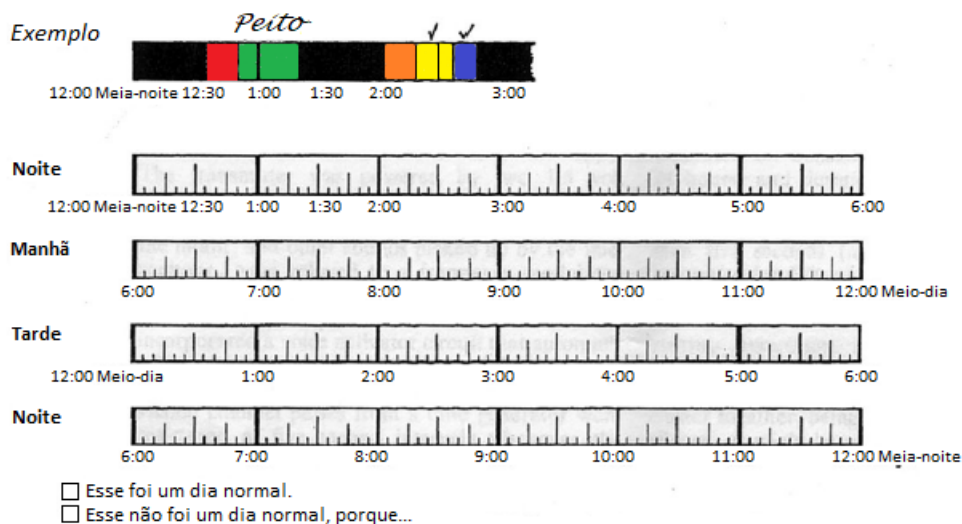 Peito
Exemplo
12:00 Meia-noite 12:30 1:00 1:30 2:00 3:00
Noite
12:00 Meia-noite 12:30 1:00 1:30 2:00 3:00 4:00 5:00 6:00
Manhã
6:00 7:00 8:00 9:00 10:00 11:00 12:00 Meio-dia
Tarde
12:00 Meio-dia 1:00 2:00 3:00 4:00 5:00 6:00
Noite
6:00 7:00 8:00 9:00 10:00 11:00 12:00 Meia-noite
Esse foi um dia normal.
Esse não foi um dia normal, porque...